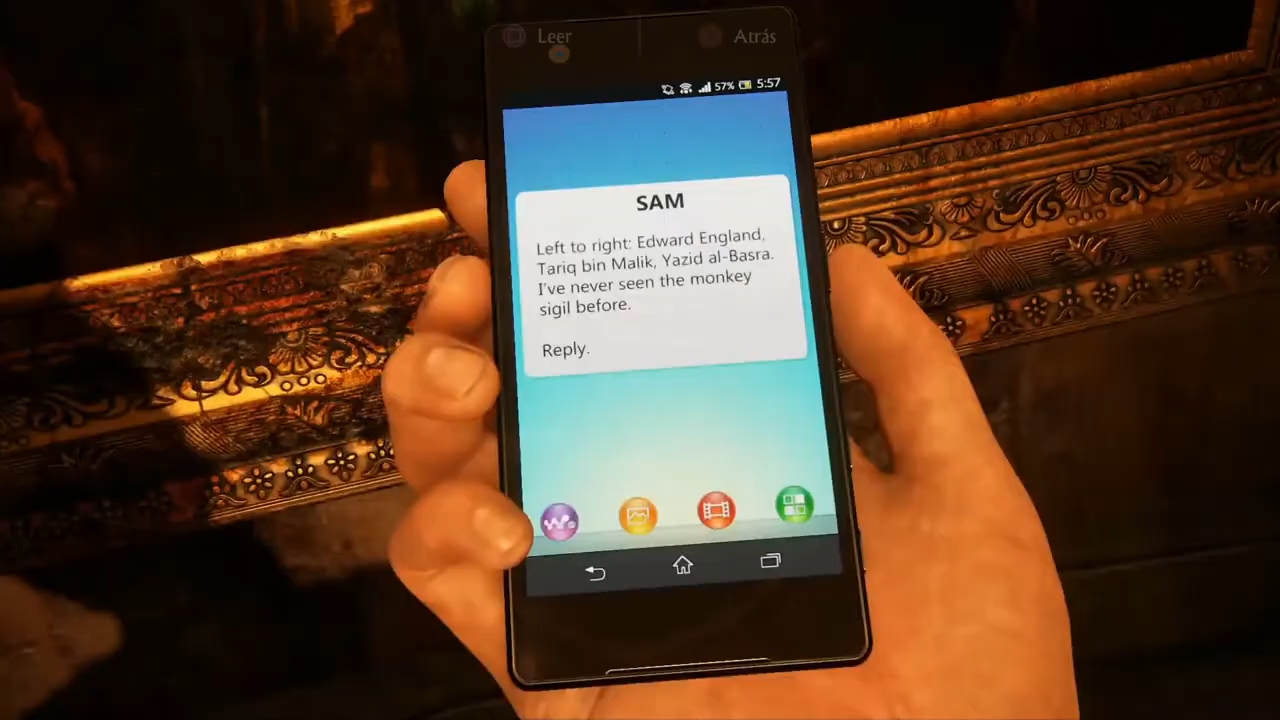 Leer
Atrás
57% 5:57
SAM
Left to right: Edward England,
Tariq bin Malik, Yazid al-Basra.
I've never seen the monkey
sigil before.
Reply.